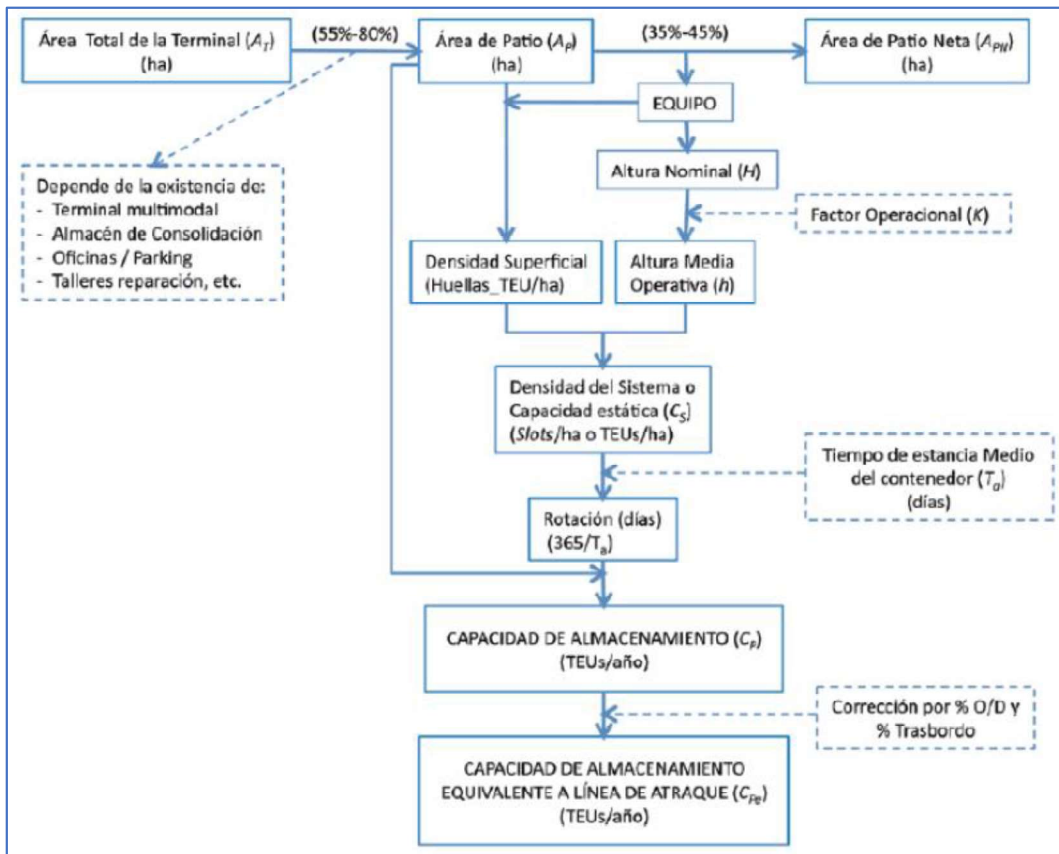 Área Total de la Terminal (A_T)
(ha)
(55%-80%)
Área de Patio (A_P)
(ha)
(35%-45%)
Área de Patio Neta (A_PN)
(ha)
EQUIPO
Altura Nominal (H)
Factor Operacional (K)
Depende de la existencia de:
- Terminal multimodal
- Almacén de Consolidación
- Oficinas / Parking
- Talleres reparación, etc.
Densidad Superficial
(Huellas_TEU/ha)
Altura Media
Operativa (h)
Densidad del Sistema o
Capacidad estática (C_S)
(Slots/ha o TEUs/ha)
Tiempo de estancia Medio
del contenedor (T_a)
(días)
Rotación (días)
(365/T_a)
CAPACIDAD DE ALMACENAMIENTO (C_P)
(TEUs/año)
Corrección por % O/D y
% Trasbordo
CAPACIDAD DE ALMACENAMIENTO
EQUIVALENTE A LÍNEA DE ATRAQUE (C_Pe)
(TEUs/año)